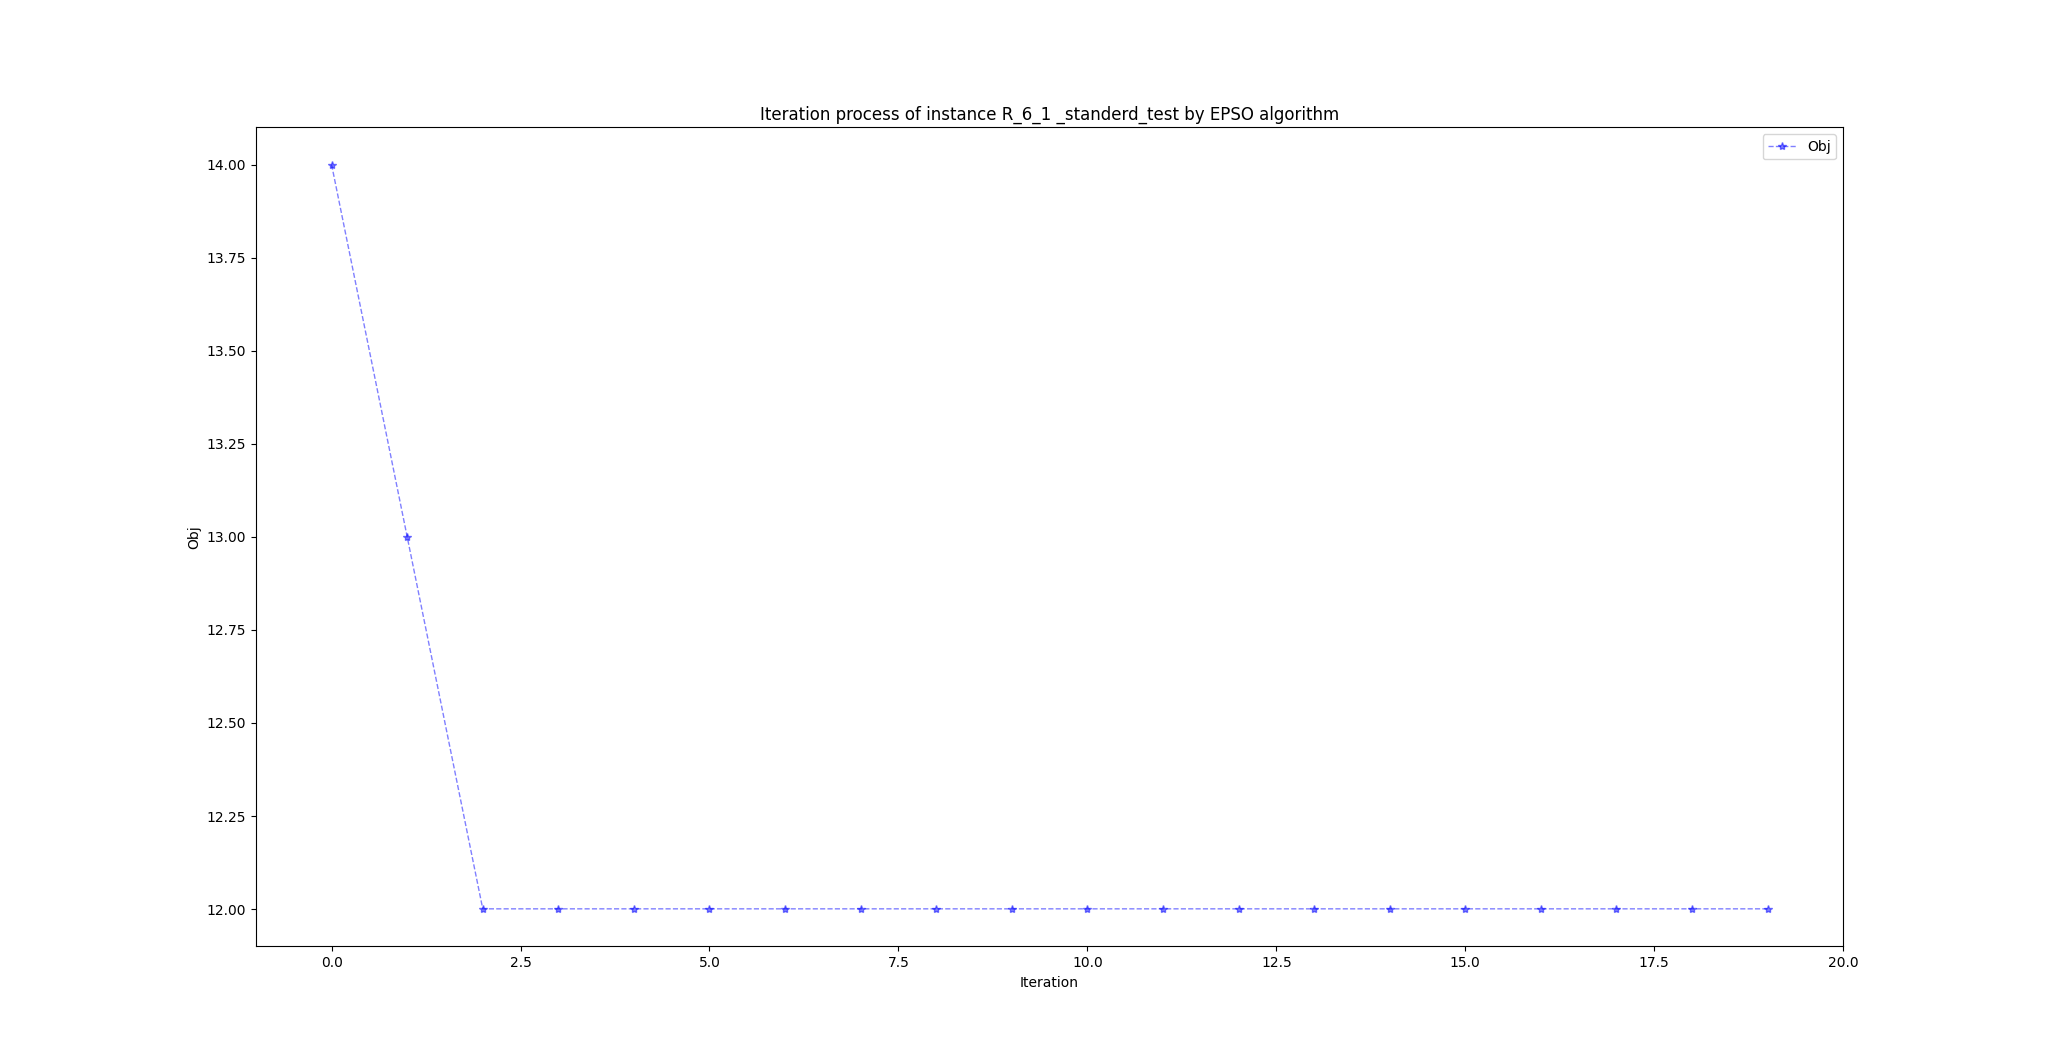 Iteration process of instance R_6_1 _standerd_test by EPSO algorithm
Obj
14.00
13.75
13.50
13.25
13.00
12.75
12.50
12.25
12.00
Obj
0.0 2.5 5.0 7.5 10.0 12.5 15.0 17.5 20.0
Iteration